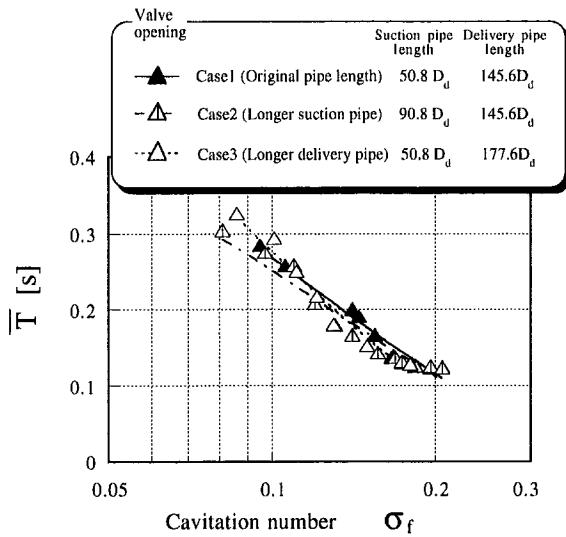 Valve opening
Suction pipe length
Delivery pipe length
Case1 (Original pipe length) 50.8 D_d 145.6D_d
Case2 (Longer suction pipe) 90.8 D_d 145.6D_d
Case3 (Longer delivery pipe) 50.8 D_d 177.6D_d
0.4
0.3
0.2
0.1
0
T̅ [s]
0.05 0.1 0.2 0.3
Cavitation number σ_f